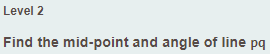 Level 2
Find the mid-point and angle of line pq